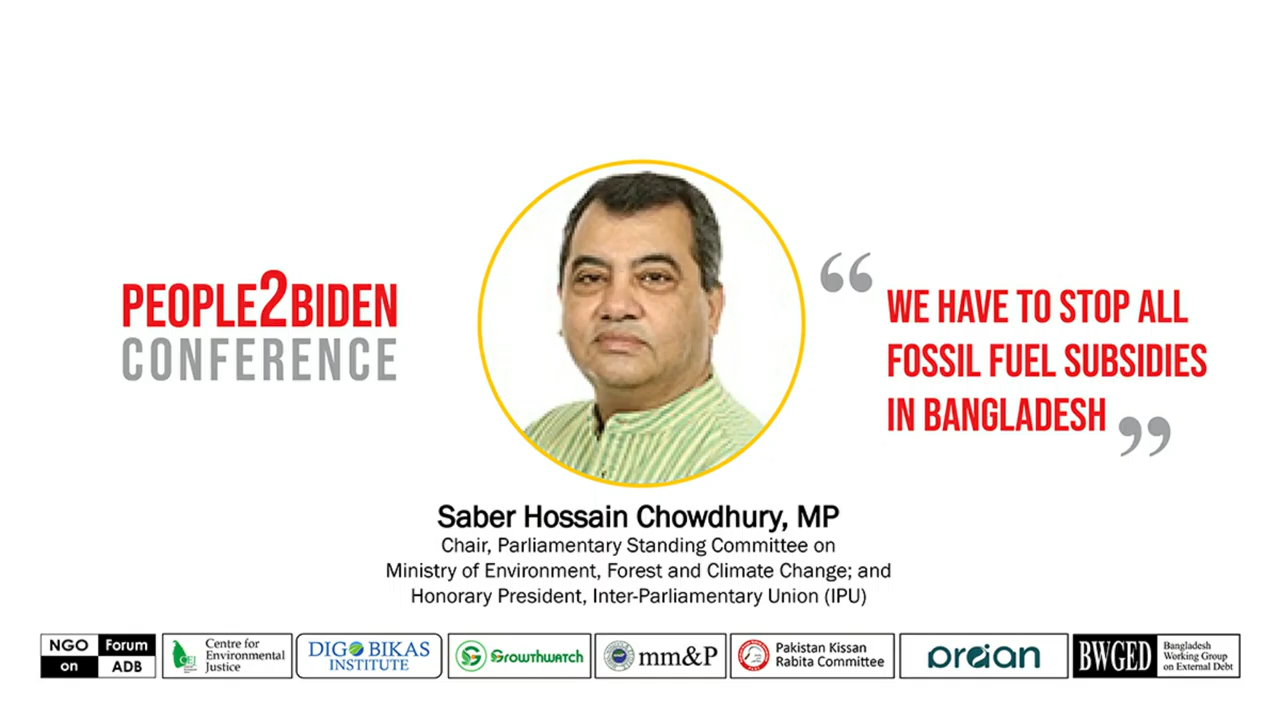 PEOPLE2BIDEN
CONFERENCE
“ WE HAVE TO STOP ALL
FOSSIL FUEL SUBSIDIES
IN BANGLADESH ”
Saber Hossain Chowdhury, MP
Chair, Parliamentary Standing Committee on
Ministry of Environment, Forest and Climate Change; and
Honorary President, Inter-Parliamentary Union (IPU)
NGO Forum
on ADB
CEJ
Centre for
Environmental
Justice
DIGO BIKAS
INSTITUTE
Growthwatch
mm&P
Pakistan Kissan
Rabita Committee
BWGED
Bangladesh
Working Group
on External Debt